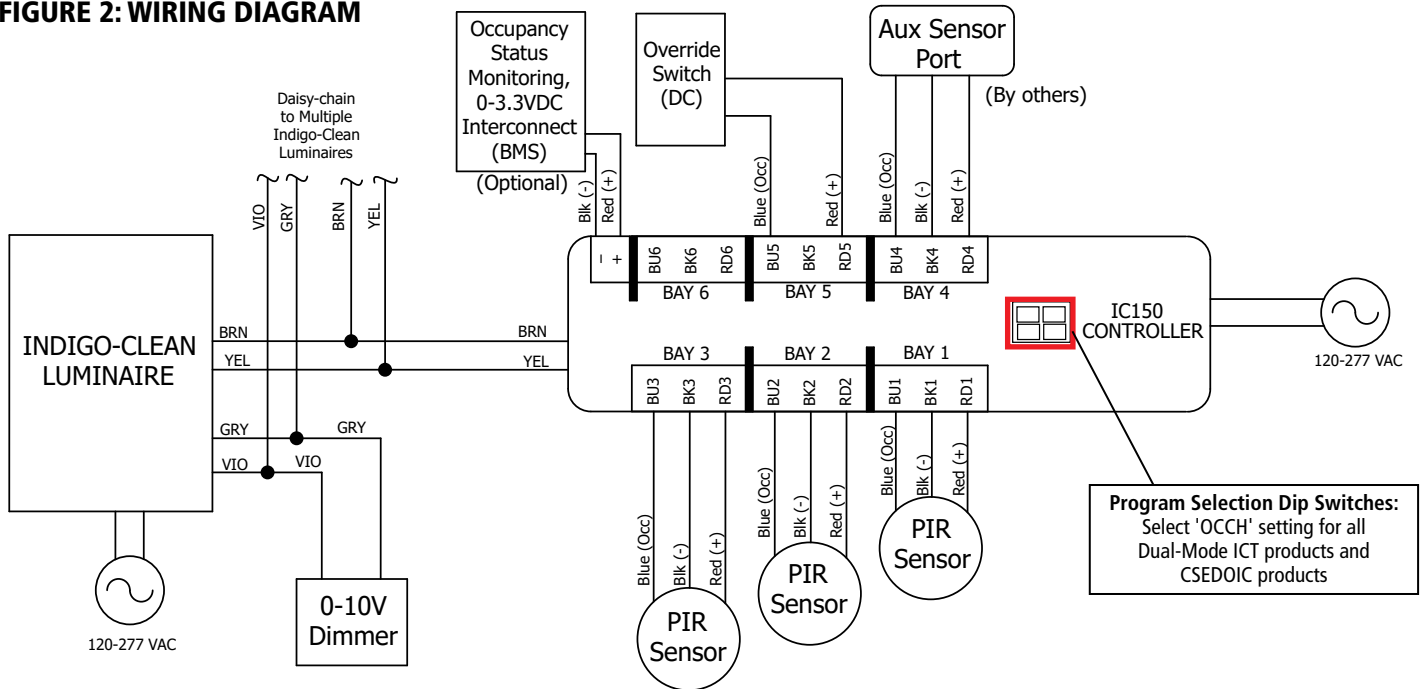 FIGURE 2: WIRING DIAGRAM
Occupancy
Status
Monitoring,
0-3.3VDC
Interconnect
(BMS)
(Optional)
Override
Switch
(DC)
Aux Sensor
Port
(By others)
Daisy-chain
to Multiple
Indigo-Clean
Luminaires
VIO
GRY
BRN
YEL
Blk (-)
Red (+)
Blue (Occ)
Red (+)
Blue (Occ)
Blk (-)
Red (+)
INDIGO-CLEAN
LUMINAIRE
BRN
YEL
GRY
VIO
BRN
YEL
GRY
VIO
- +
BU6
BK6
RD6
BU5
BK5
RD5
BU4
BK4
RD4
BAY 6
BAY 5
BAY 4
IC150
CONTROLLER
120-277 VAC
BAY 3
BAY 2
BAY 1
BU3
BK3
RD3
BU2
BK2
RD2
BU1
BK1
RD1
Blue (Occ)
Blk (-)
Red (+)
Blue (Occ)
Blk (-)
Red (+)
Blue (Occ)
Blk (-)
Red (+)
PIR
Sensor
PIR
Sensor
PIR
Sensor
Program Selection Dip Switches:
Select 'OCCH' setting for all
Dual-Mode ICT products and
CSEDOIC products
0-10V
Dimmer
120-277 VAC